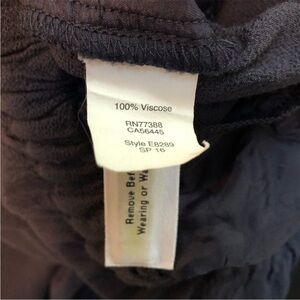 100% Viscose
RN77388
CA56445
Style E8289
SP 16
Remove Bef
Wearing or Wa